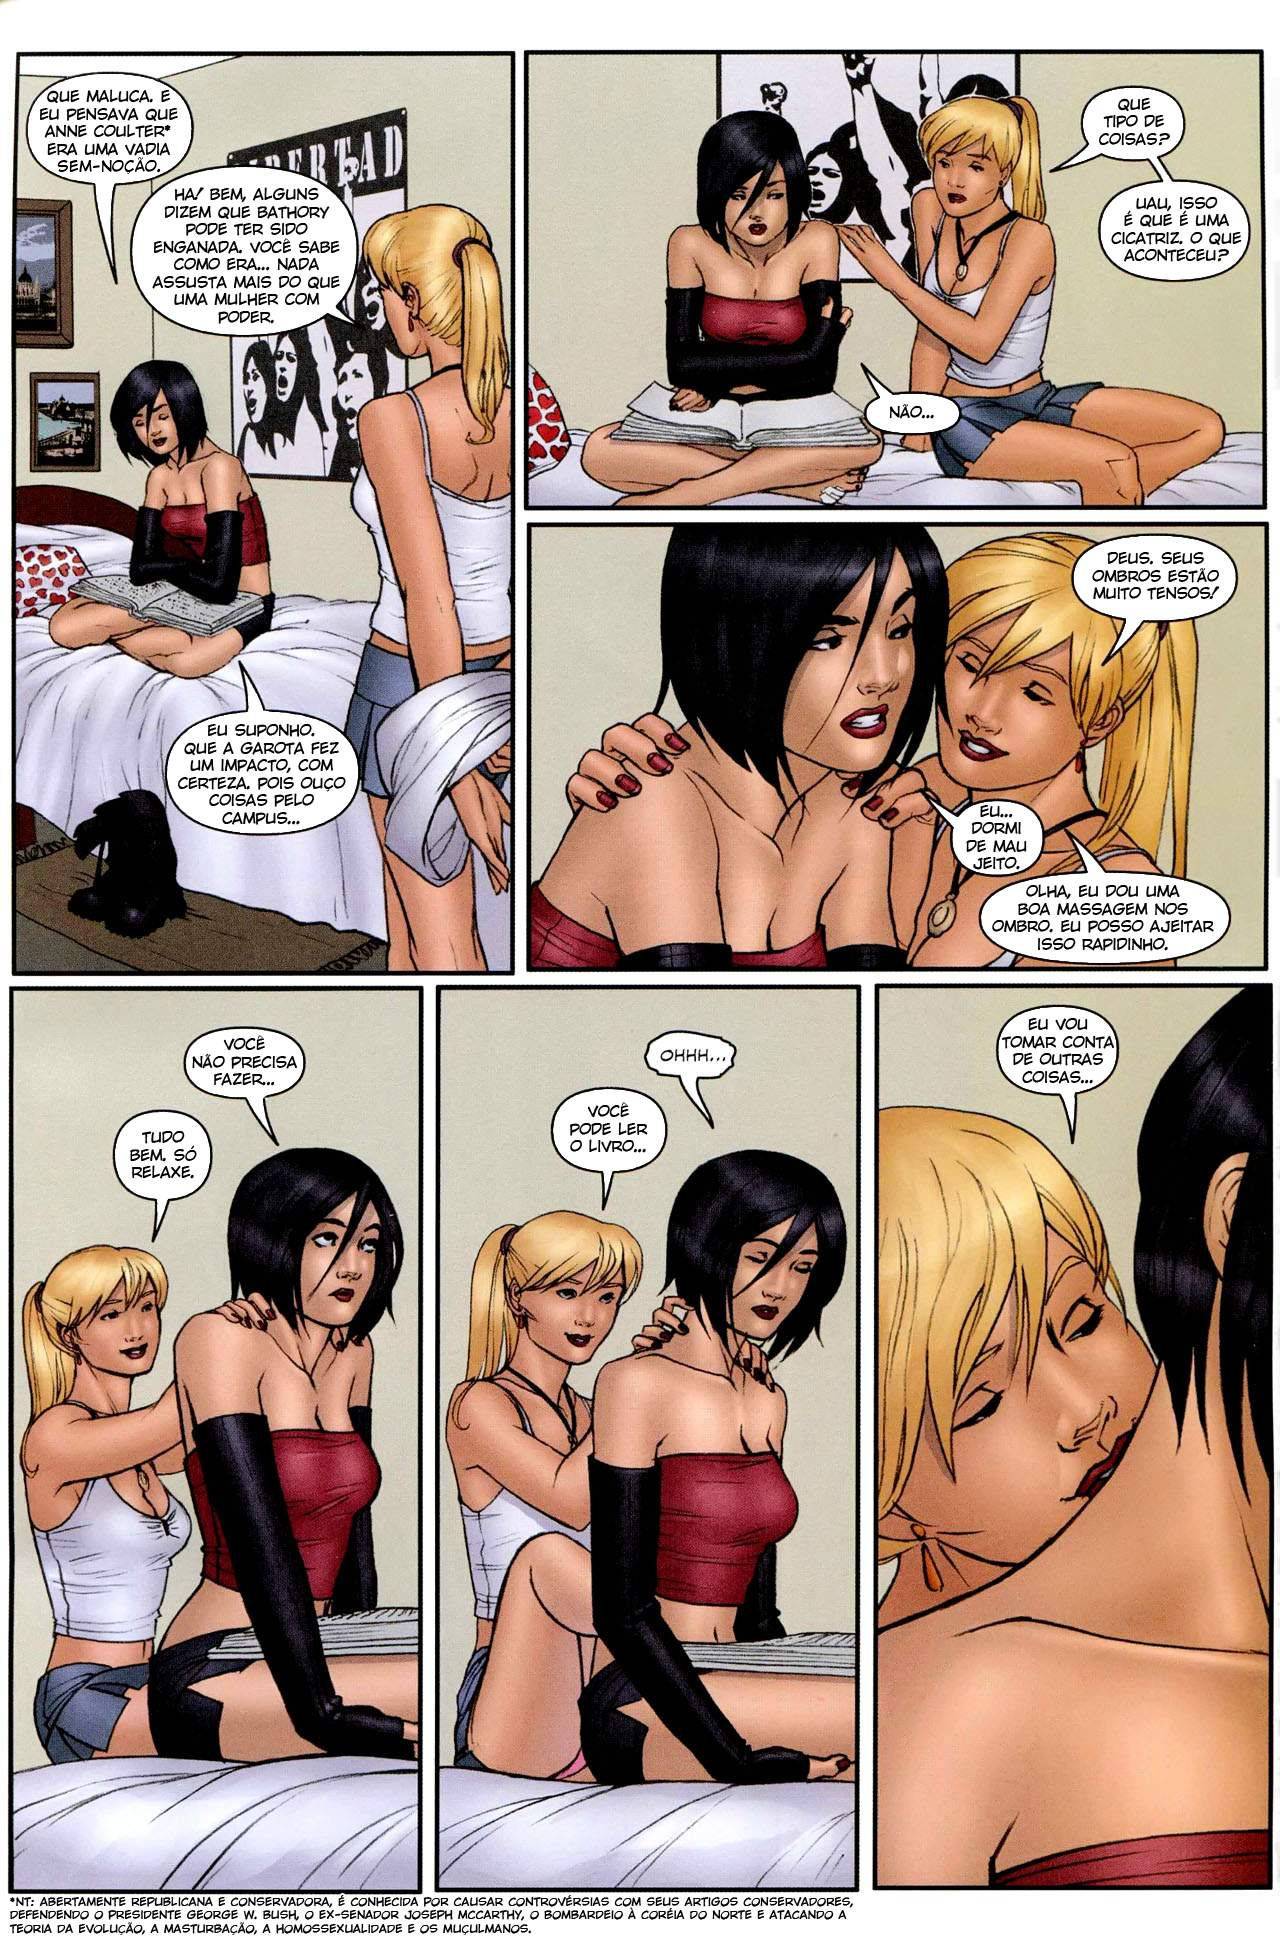 QUE MALUCA. E
EU PENSAVA QUE
ANNE COULTER*
ERA UMA VADIA
SEM-NOÇÃO.
BERTAD
HA! BEM, ALGUNS
DIZEM QUE BATHORY
PODE TER SIDO
ENGANADA. VOCÊ SABE
COMO ERA... NADA
ASSUSTA MAIS DO QUE
UMA MULHER COM
PODER.
EU SUPONHO.
QUE A GAROTA FEZ
UM IMPACTO, COM
CERTEZA. POIS OUÇO
COISAS PELO
CAMPUS...
QUE
TIPO DE
COISAS?
UAU, ISSO
É QUE É UMA
CICATRIZ. O QUE
ACONTECEU?
NÃO...
DEUS. SEUS
OMBROS ESTÃO
MUITO TENSOS!
EU...
DORMI
DE MAU
JEITO.
OLHA, EU DOU UMA
BOA MASSAGEM NOS
OMBRO. EU POSSO AJEITAR
ISSO RAPIDINHO.
VOCÊ
NÃO PRECISA
FAZER...
TUDO
BEM. SÓ
RELAXE.
OHHH...
VOCÊ
PODE LER
O LIVRO...
EU VOU
TOMAR CONTA
DE OUTRAS
COISAS...
*NT: ABERTAMENTE REPUBLICANA E CONSERVADORA, É CONHECIDA POR CAUSAR CONTROVÉRSIAS COM SEUS ARTIGOS CONSERVADORES,
DEFENDENDO O PRESIDENTE GEORGE W. BUSH, O EX-SENADOR JOSEPH MCCARTHY, O BOMBARDEIO À CORÉIA DO NORTE E ATACANDO A
TEORIA DA EVOLUÇÃO, A MASTURBAÇÃO, A HOMOSSEXUALIDADE E OS MUÇULMANOS.